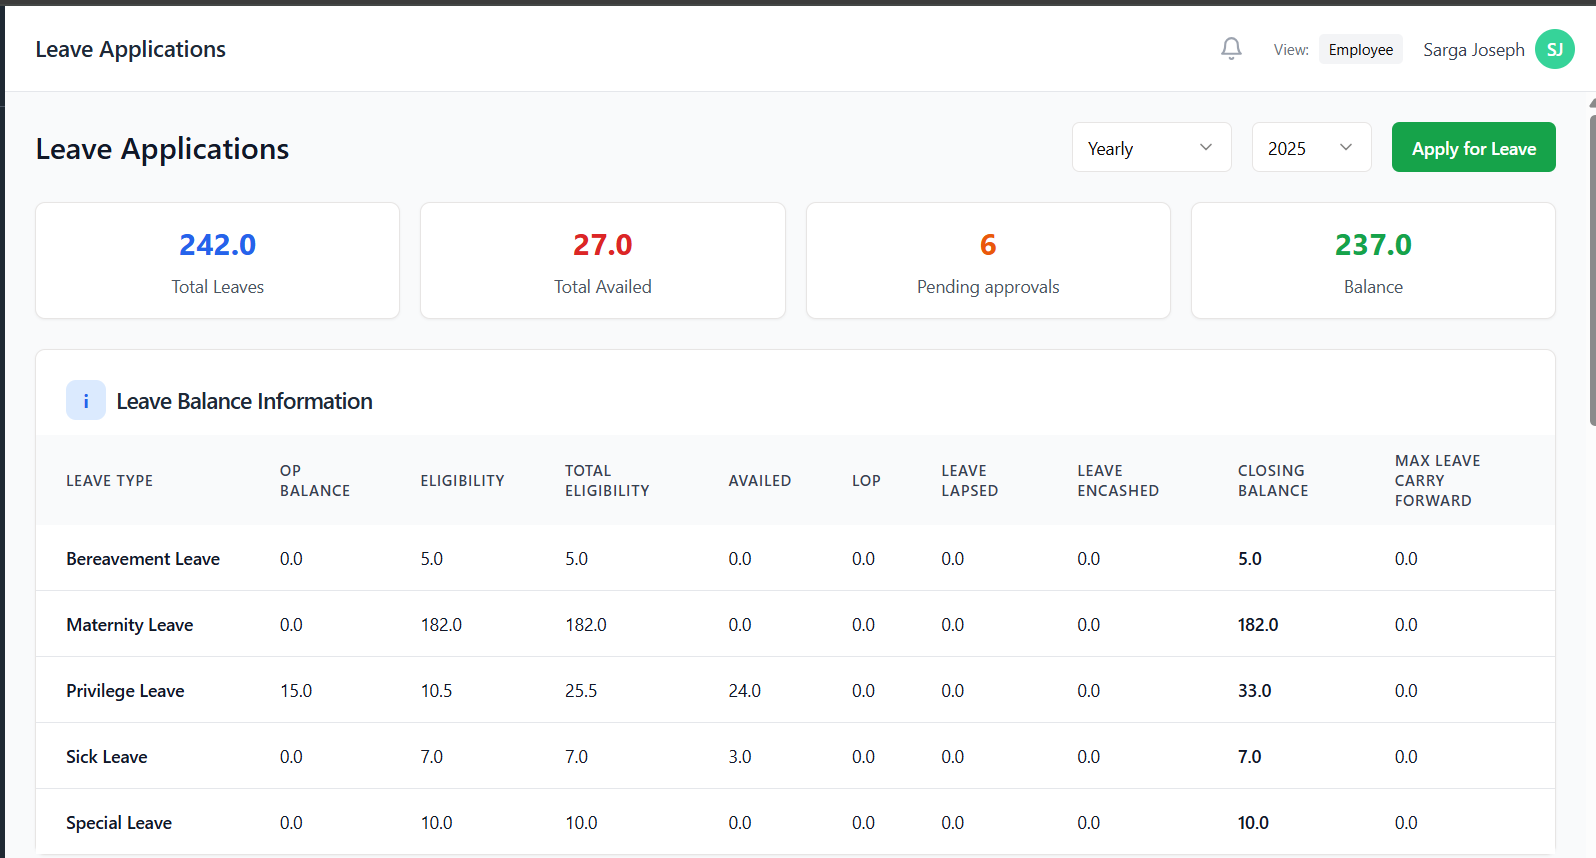 Leave Applications
View: Employee Sarga Joseph SJ
Leave Applications
Yearly 2025 Apply for Leave
242.0 27.0 6 237.0
Total Leaves Total Availed Pending approvals Balance
i Leave Balance Information
LEAVE TYPE OP BALANCE ELIGIBILITY TOTAL ELIGIBILITY AVAILED LOP LEAVE LAPSED LEAVE ENCASHED CLOSING BALANCE MAX LEAVE CARRY FORWARD
Bereavement Leave 0.0 5.0 5.0 0.0 0.0 0.0 0.0 5.0 0.0
Maternity Leave 0.0 182.0 182.0 0.0 0.0 0.0 0.0 182.0 0.0
Privilege Leave 15.0 10.5 25.5 24.0 0.0 0.0 0.0 33.0 0.0
Sick Leave 0.0 7.0 7.0 3.0 0.0 0.0 0.0 7.0 0.0
Special Leave 0.0 10.0 10.0 0.0 0.0 0.0 0.0 10.0 0.0